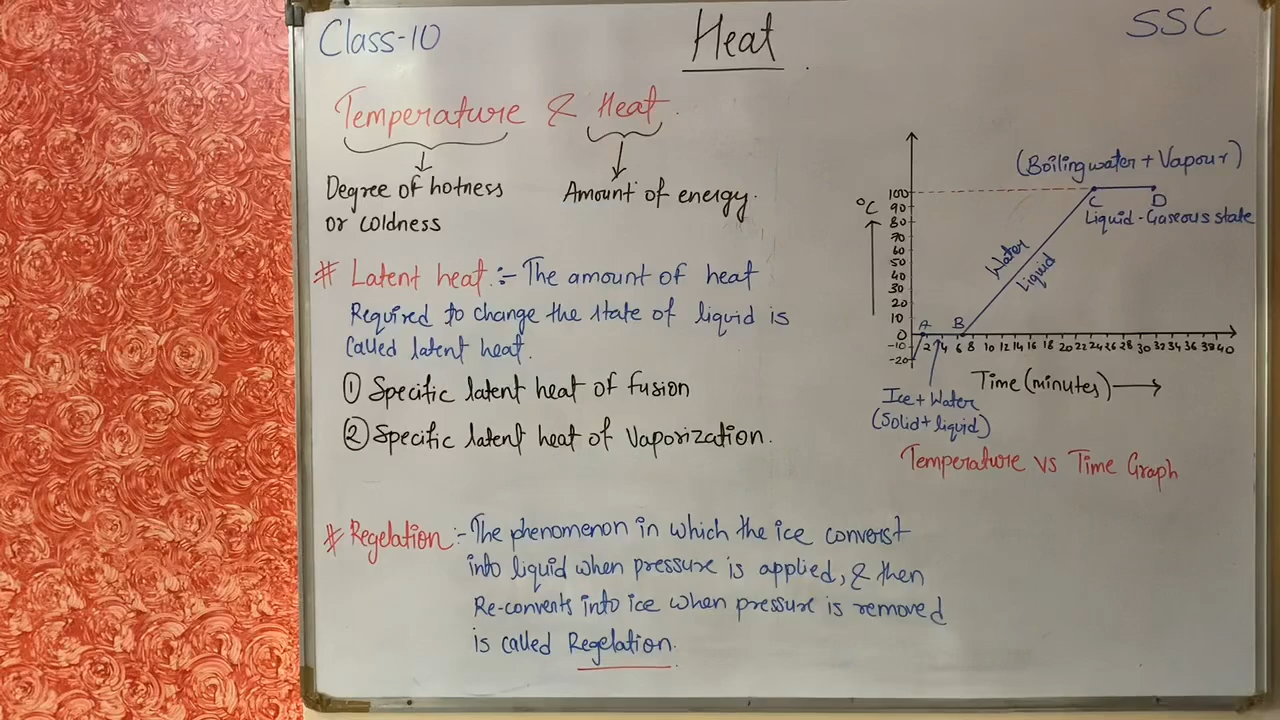 Class-10
Heat
SSC
Temperature & Heat.
Degree of hotness
or coldness
Amount of energy.
# Latent heat :- The amount of heat
Required to change the state of liquid is
called latent heat.
① Specific latent heat of fusion
② Specific latent heat of Vaporization.
# Regelation :- The phenomenon in which the ice converst
into liquid when pressure is applied, & then
Re-converts into ice when pressure is removed
is called Regelation.
(Boiling water + Vapour)
C D
Liquid - Gaseous state
°C
100
90
80
70
60
50
40
30
20
10
0
-10
-20
Water
Liquid
A B
2 4 6 8 10 12 14 16 18 20 22 24 26 28 30 32 34 36 38 40
Time (minutes)
Ice + Water
(Solid + liquid)
Temperature vs Time Graph